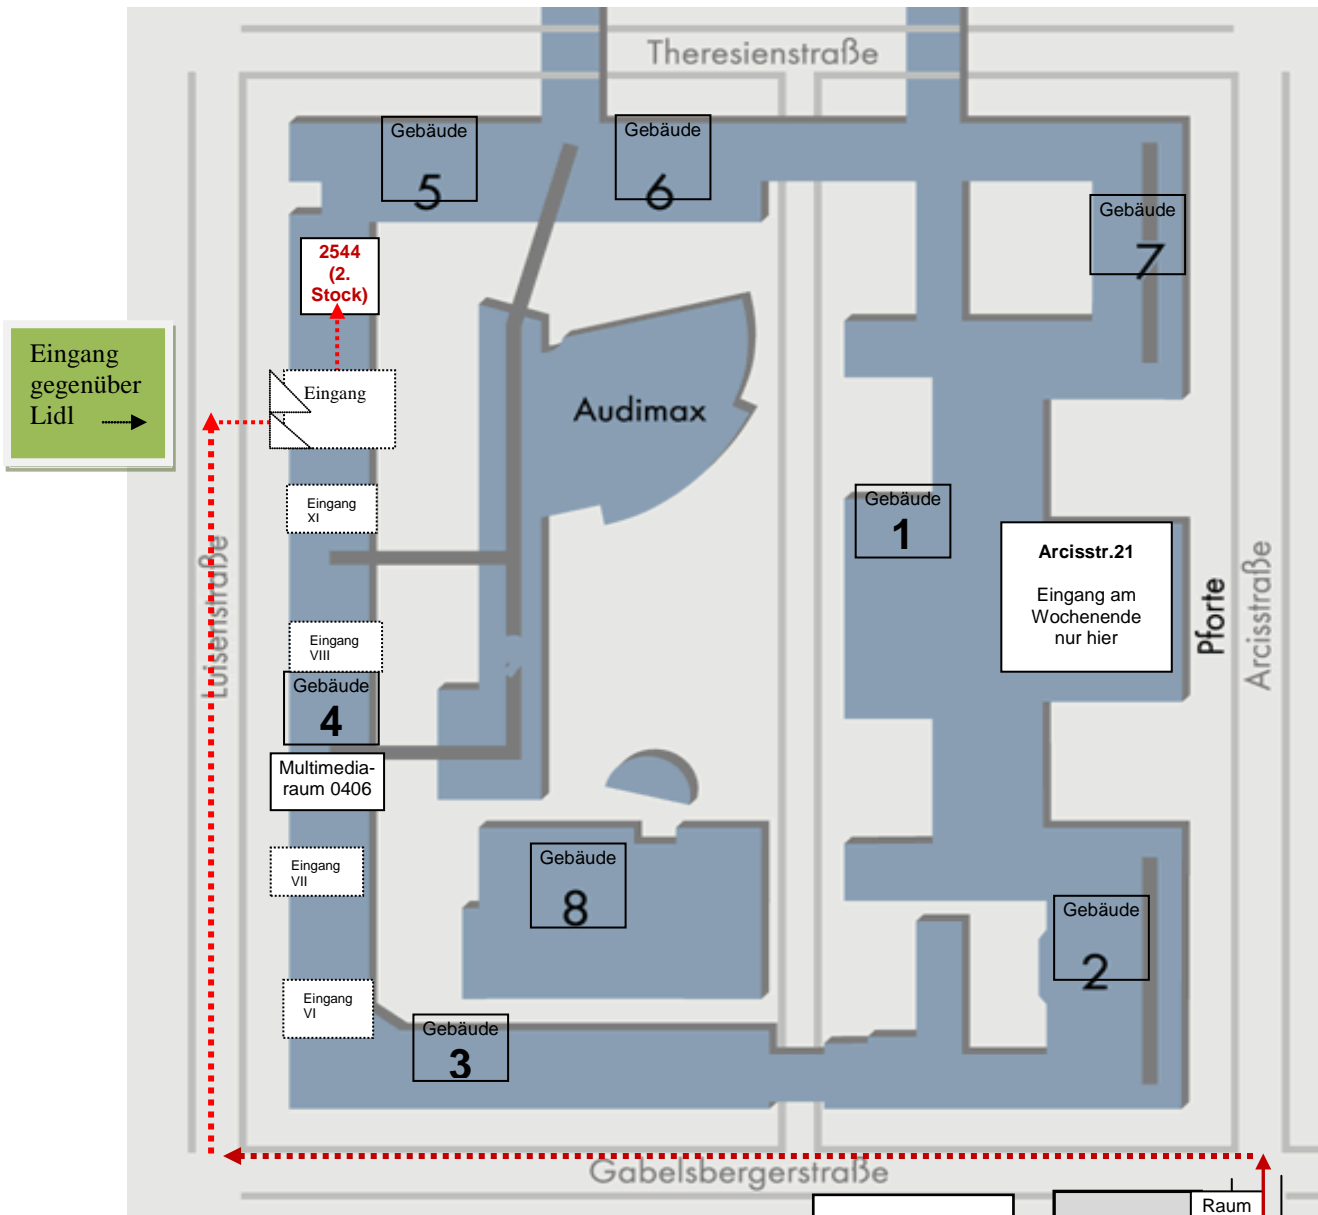 Theresienstraße
Gebäude
5
Gebäude
6
Gebäude
7
2544
(2.
Stock)
Eingang
gegenüber
Lidl
Eingang
Audimax
Eingang
XI
Gebäude
1
Arcisstr.21
Eingang am
Wochenende
nur hier
Pforte
Arcisstraße
Luisenstraße
Eingang
VIII
Gebäude
4
Multimedia-
raum 0406
Eingang
VII
Gebäude
8
Gebäude
2
Eingang
VI
Gebäude
3
Gabelsbergerstraße
Raum